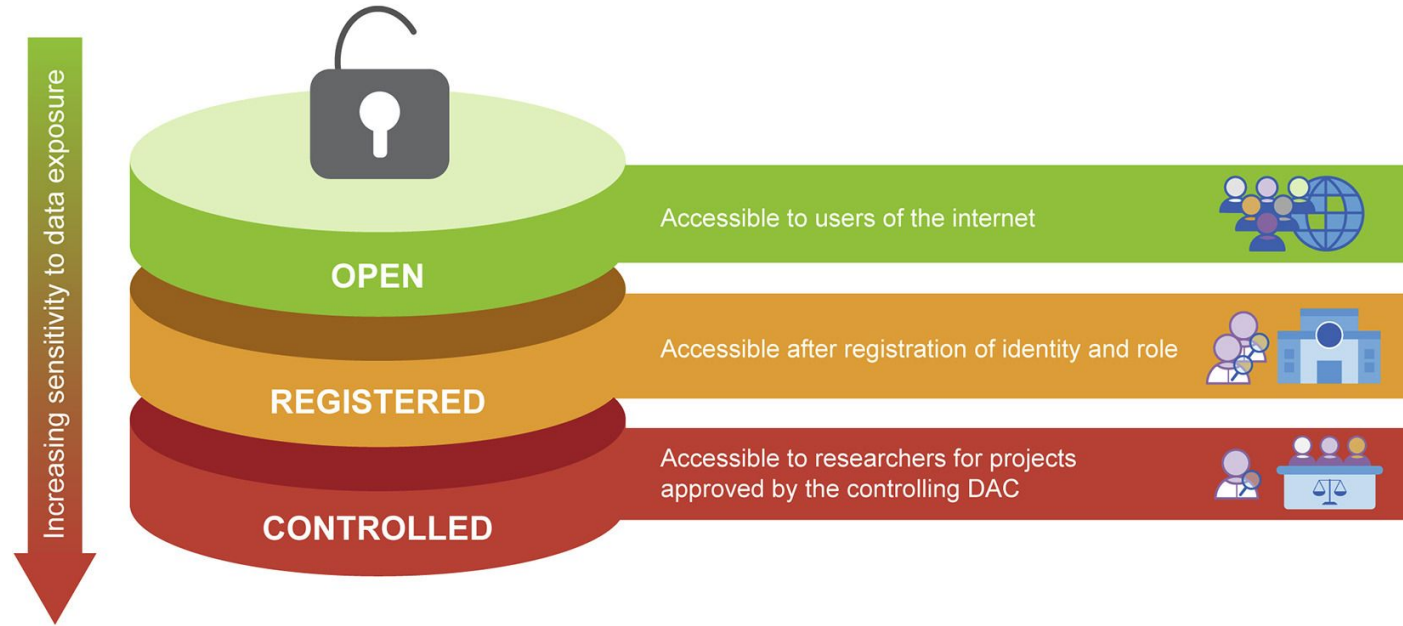 Increasing sensitivity to data exposure
OPEN
Accessible to users of the internet
REGISTERED
Accessible after registration of identity and role
CONTROLLED
Accessible to researchers for projects
approved by the controlling DAC